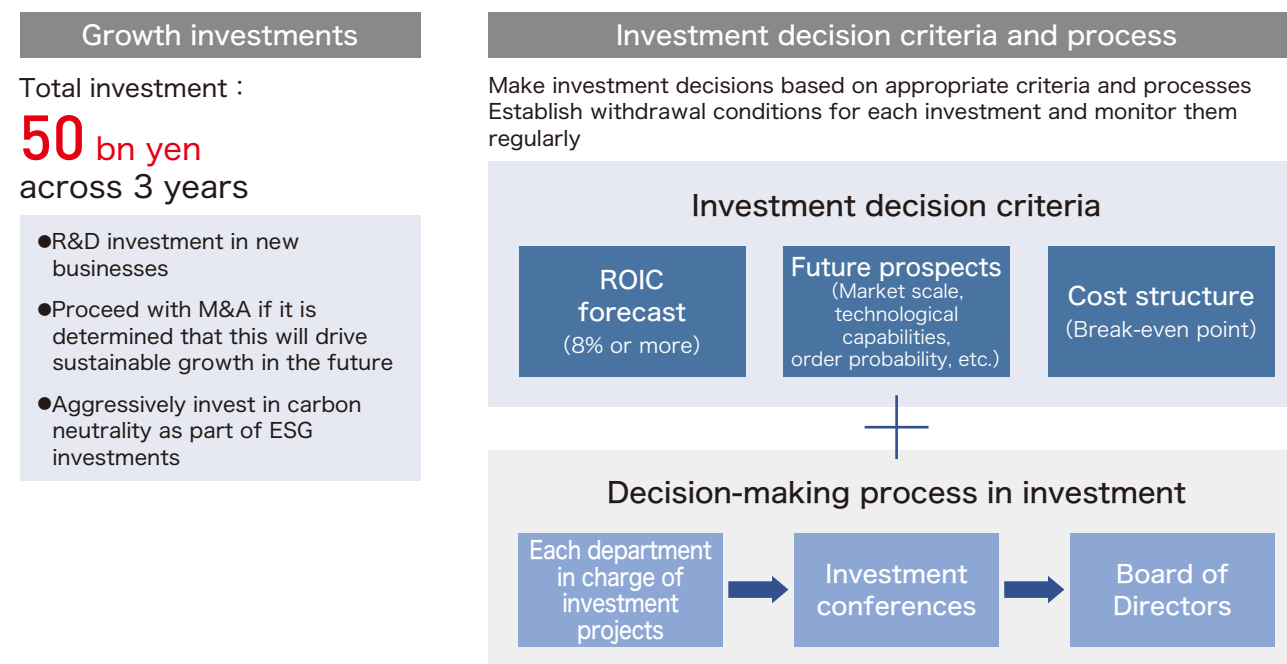 Growth investments
Total investment：
50 bn yen
across 3 years
●R&D investment in new
businesses
●Proceed with M&A if it is
determined that this will drive
sustainable growth in the future
●Aggressively invest in carbon
neutrality as part of ESG
investments
Investment decision criteria and process
Make investment decisions based on appropriate criteria and processes
Establish withdrawal conditions for each investment and monitor them
regularly
Investment decision criteria
ROIC
forecast
(8% or more)
Future prospects
(Market scale,
technological
capabilities,
order probability, etc.)
Cost structure
(Break-even point)
Decision-making process in investment
Each department
in charge of
investment
projects
Investment
conferences
Board of
Directors